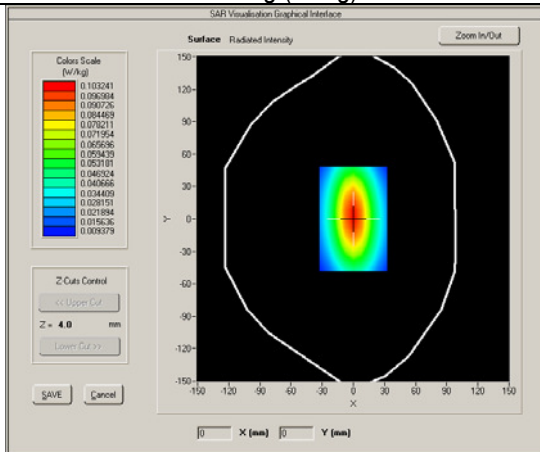 SAR Visualisation Graphical Interface
Surface Radiated Intensity
Zoom In/Out
Colors Scale
(W/kg)
0.103241
0.096984
0.090726
0.084469
0.078211
0.071954
0.065696
0.059439
0.053181
0.046924
0.040666
0.034409
0.028151
0.021894
0.015636
0.009379
150
120
90
60
30
0
-30
-60
-90
-120
-150
Y
-150 -120 -90 -60 -30 0 30 60 90 120 150
X
Z Cuts Control
<< Upper Cut
Z = 4.0 mm
Lower Cut >>
SAVE Cancel
0 X (mm) 0 Y (mm)